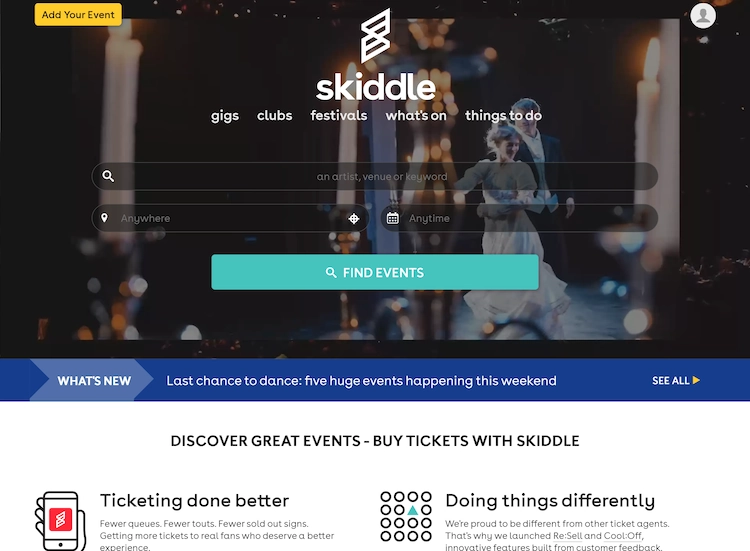 Add Your Event
skiddle
gigs clubs festivals what's on things to do
an artist, venue or keyword
Anywhere Anytime
FIND EVENTS
WHAT'S NEW Last chance to dance: five huge events happening this weekend SEE ALL
DISCOVER GREAT EVENTS - BUY TICKETS WITH SKIDDLE
Ticketing done better
Fewer queues. Fewer touts. Fewer sold out signs.
Getting more tickets to real fans who deserve a better
experience.
Doing things differently
We're proud to be different from other ticket agents.
That's why we launched Re:Sell and Cool:Off,
innovative features built from customer feedback.